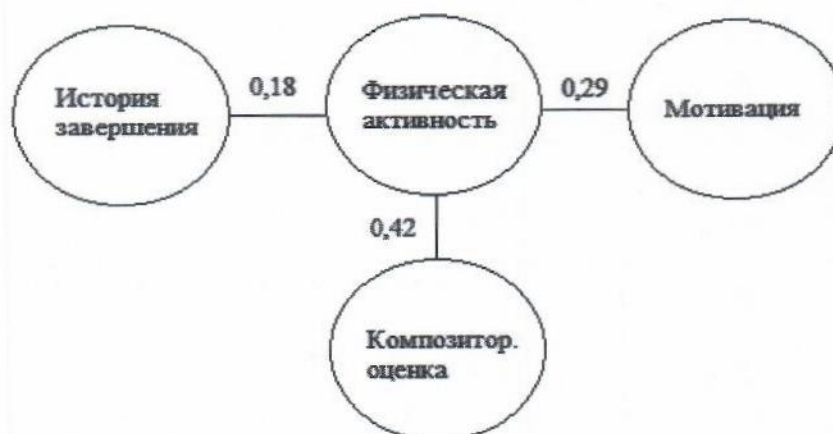 0,18
0,29
История
завершения
Физическая
активность
Мотивация
0,42
Композитор.
оценка